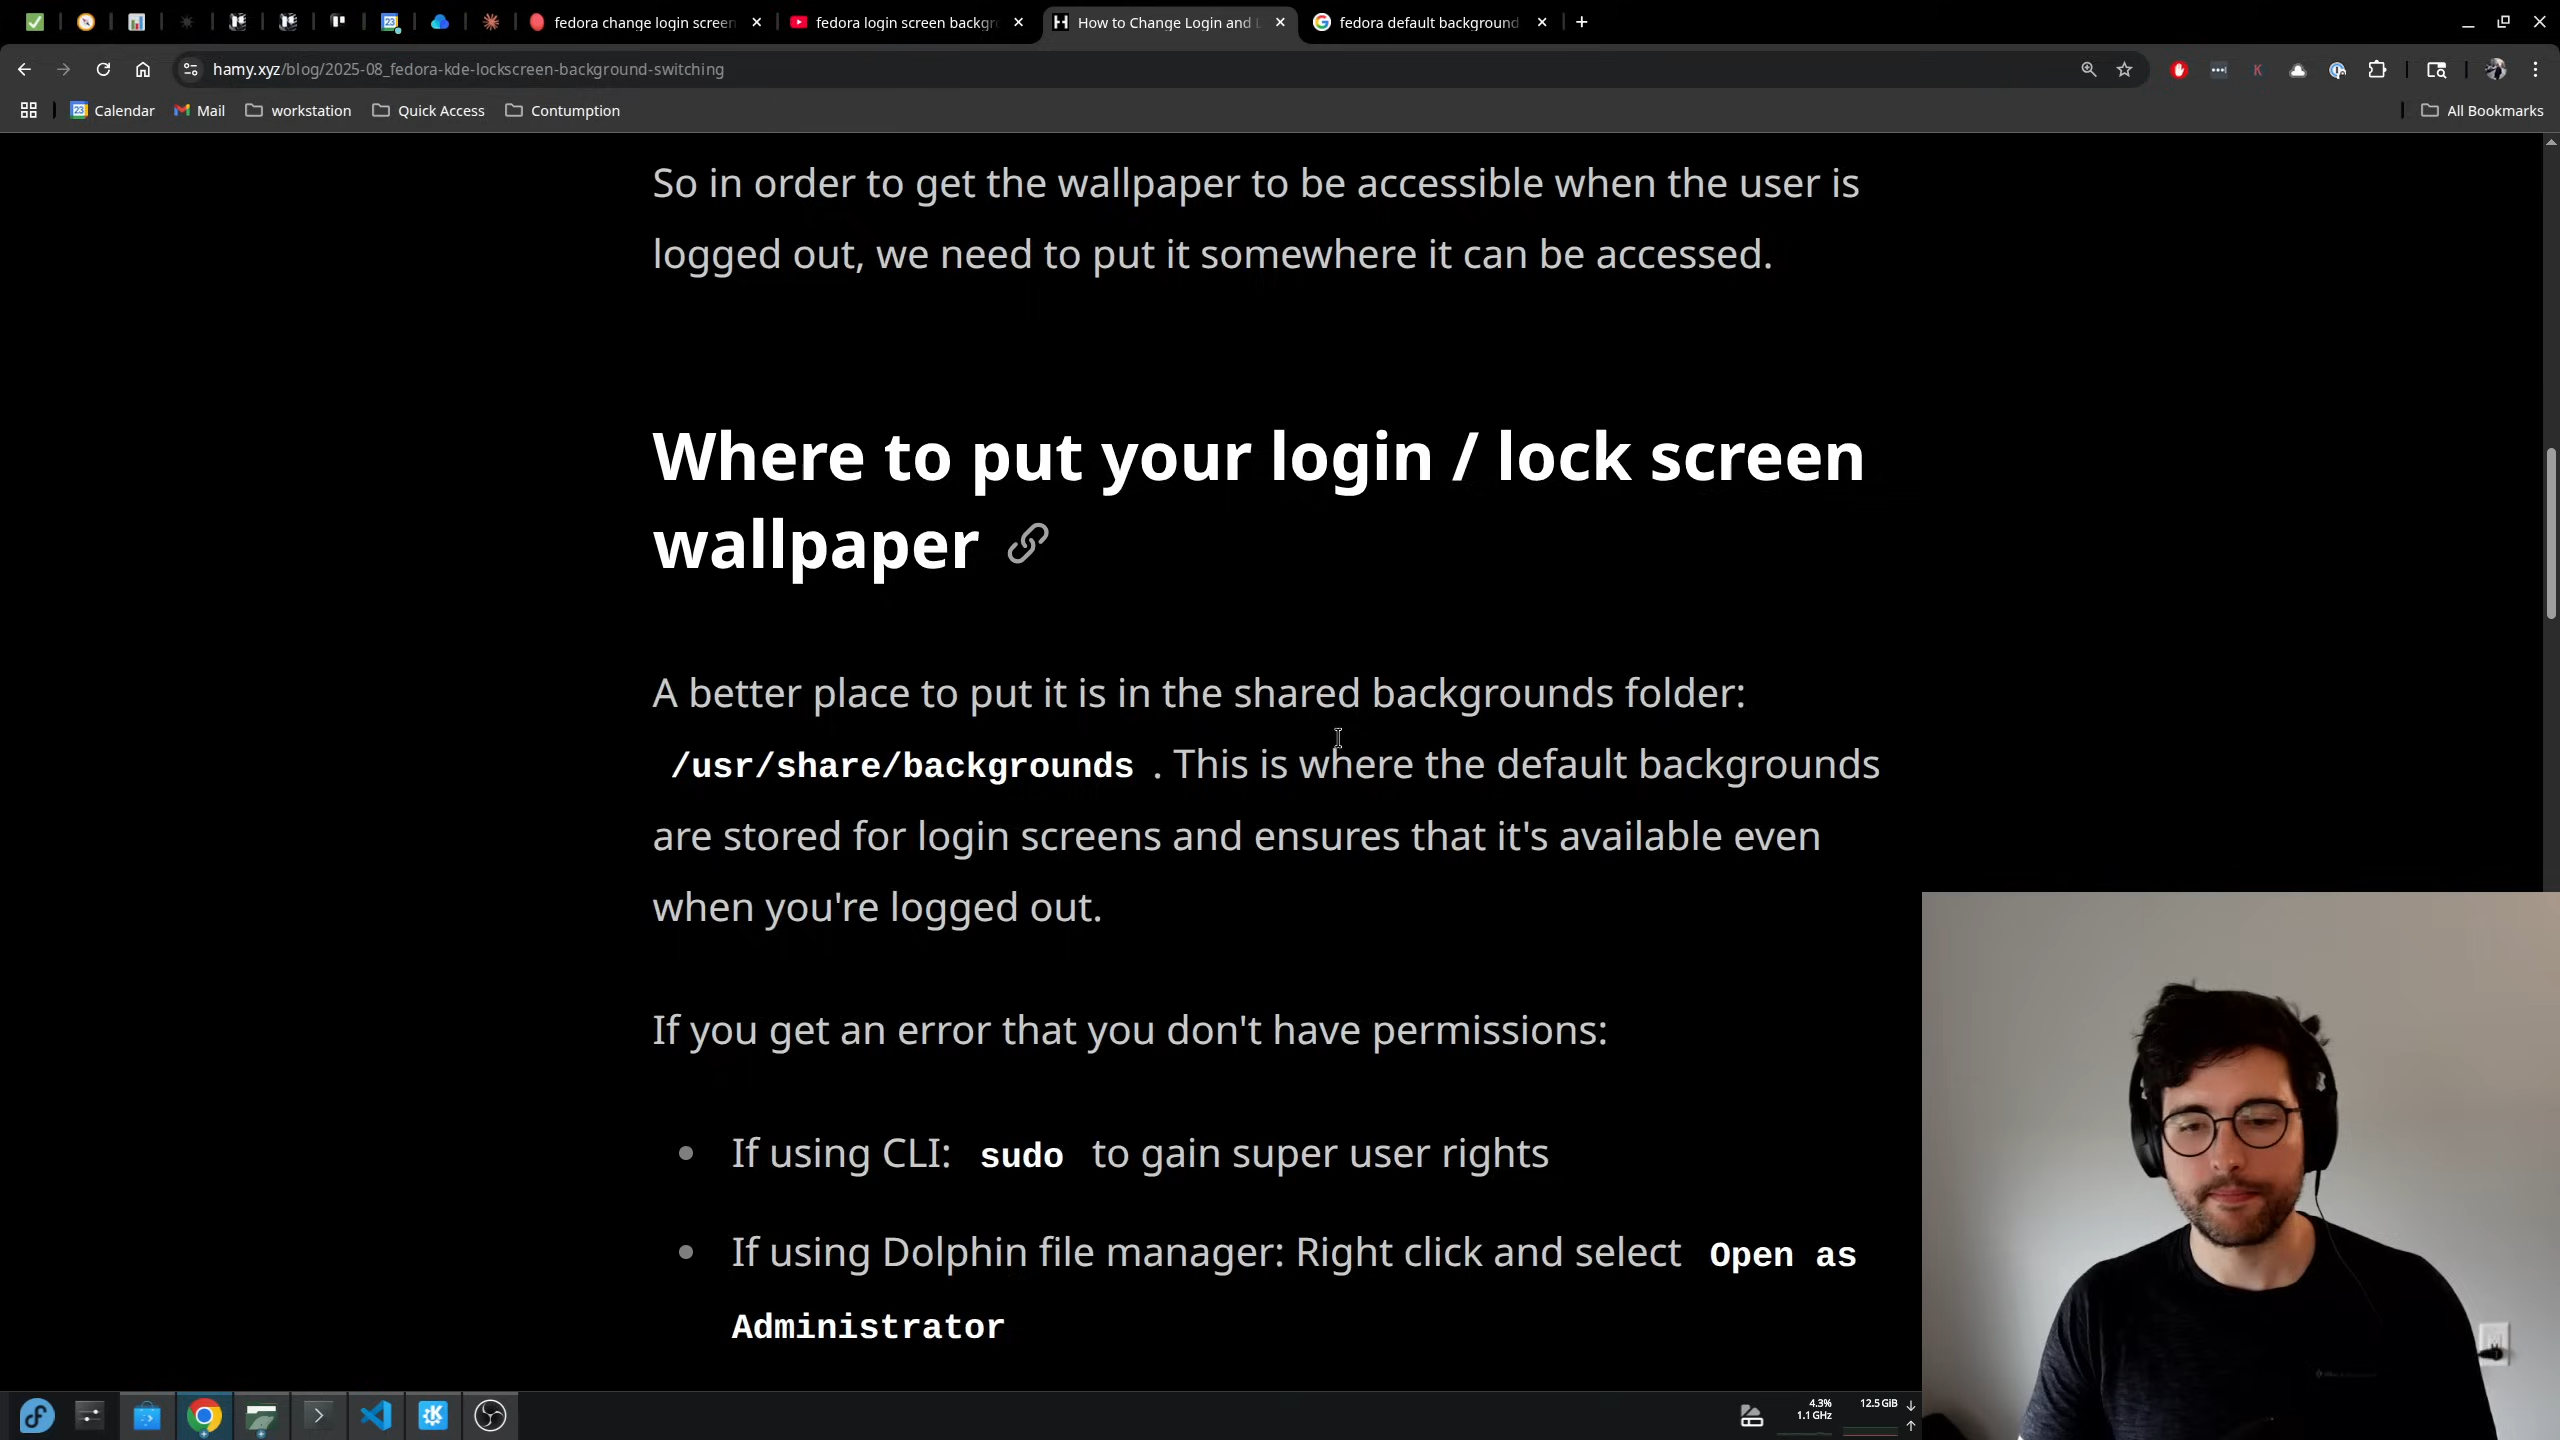 fedora change login screen
fedora login screen backgr
How to Change Login and L
fedora default background
hamy.xyz/blog/2025-08_fedora-kde-lockscreen-background-switching
Calendar
Mail
workstation
Quick Access
Contumption
All Bookmarks
So in order to get the wallpaper to be accessible when the user is
logged out, we need to put it somewhere it can be accessed.
Where to put your login / lock screen
wallpaper
A better place to put it is in the shared backgrounds folder:
/usr/share/backgrounds . This is where the default backgrounds
are stored for login screens and ensures that it's available even
when you're logged out.
If you get an error that you don't have permissions:
If using CLI: sudo to gain super user rights
If using Dolphin file manager: Right click and select Open as
Administrator
4.3%
1.1 GHz
12.5 GiB